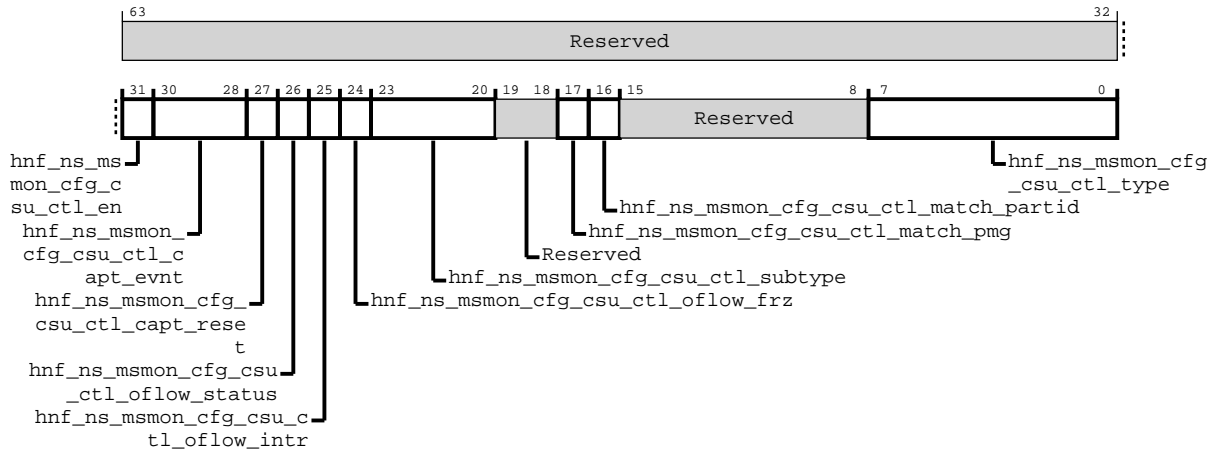 63 32
Reserved
31 30 28 27 26 25 24 23 20 19 18 17 16 15 8 7 0
Reserved
hnf_ns_ms
mon_cfg_c
su_ctl_en
hnf_ns_msmon_cfg
_csu_ctl_type
hnf_ns_msmon_cfg_csu_ctl_match_partid
hnf_ns_msmon_
cfg_csu_ctl_c
apt_evnt
hnf_ns_msmon_cfg_csu_ctl_match_pmg
Reserved
hnf_ns_msmon_cfg_csu_ctl_subtype
hnf_ns_msmon_cfg_
csu_ctl_capt_rese
t
hnf_ns_msmon_cfg_csu_ctl_oflow_frz
hnf_ns_msmon_cfg_csu
_ctl_oflow_status
hnf_ns_msmon_cfg_csu_c
tl_oflow_intr